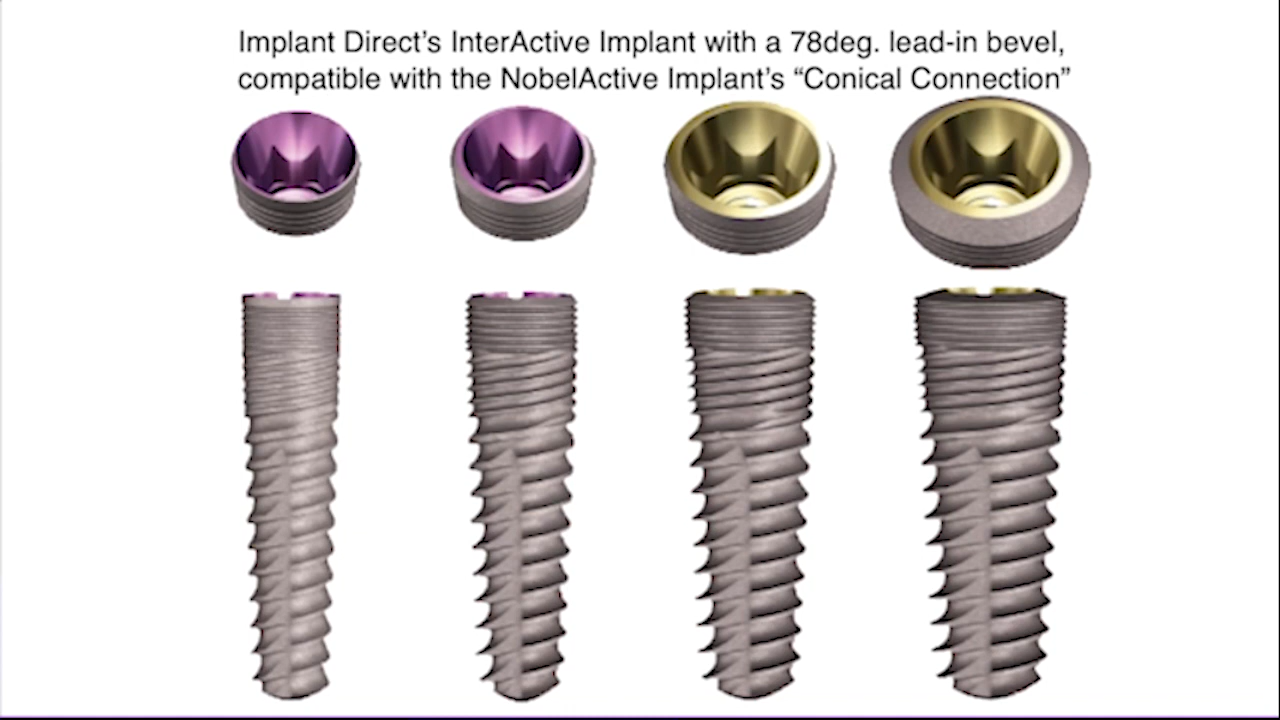 Implant Direct’s InterActive Implant with a 78deg. lead-in bevel,
compatible with the NobelActive Implant’s “Conical Connection”